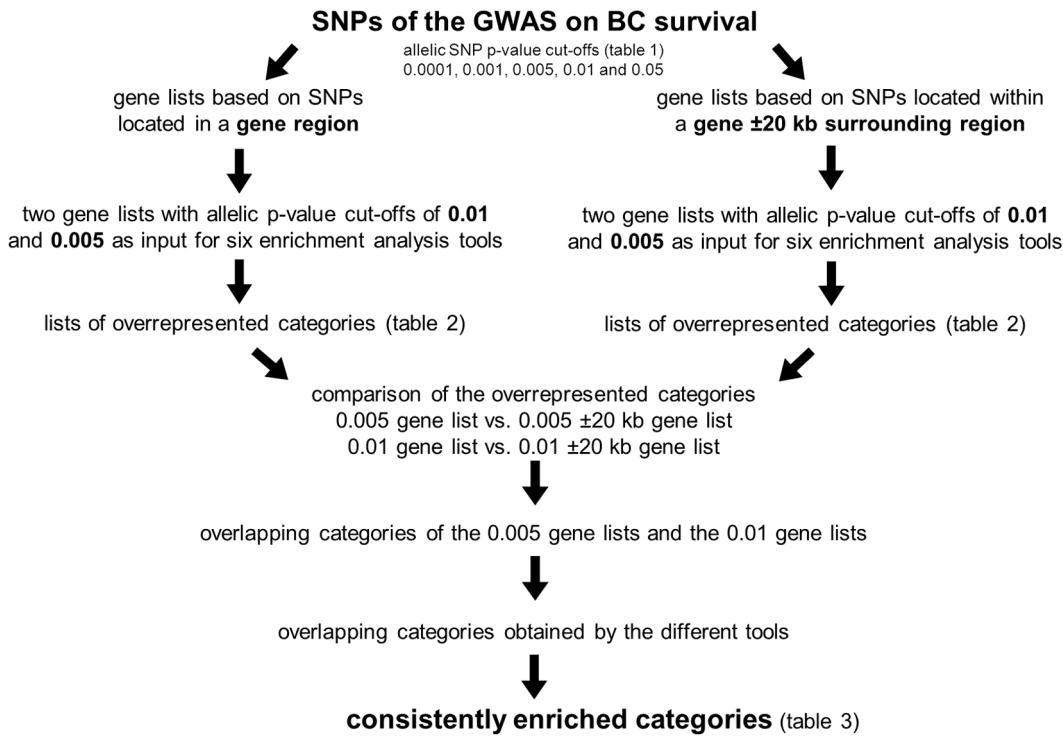 SNPs of the GWAS on BC survival
allelic SNP p-value cut-offs (table 1)
0.0001, 0.001, 0.005, 0.01 and 0.05
gene lists based on SNPs
located in a gene region
gene lists based on SNPs located within
a gene ±20 kb surrounding region
two gene lists with allelic p-value cut-offs of 0.01
and 0.005 as input for six enrichment analysis tools
two gene lists with allelic p-value cut-offs of 0.01
and 0.005 as input for six enrichment analysis tools
lists of overrepresented categories (table 2)
lists of overrepresented categories (table 2)
comparison of the overrepresented categories
0.005 gene list vs. 0.005 ±20 kb gene list
0.01 gene list vs. 0.01 ±20 kb gene list
overlapping categories of the 0.005 gene lists and the 0.01 gene lists
overlapping categories obtained by the different tools
consistently enriched categories (table 3)